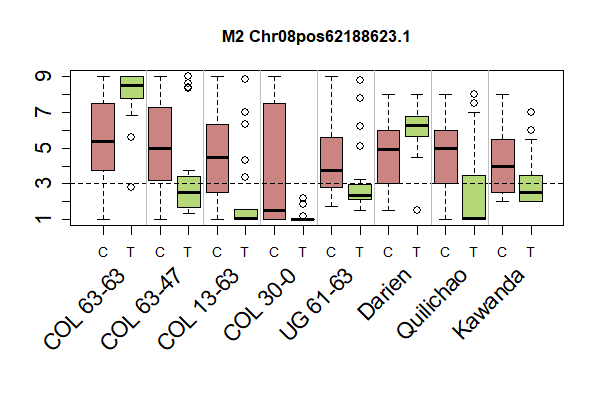 M2 Chr08pos62188623.1
9
7
5
3
1
C T C T C T C T C T C T C T C T
COL 63-63
COL 63-47
COL 13-63
COL 30-0
UG 61-63
Darien
Quilichao
Kawanda